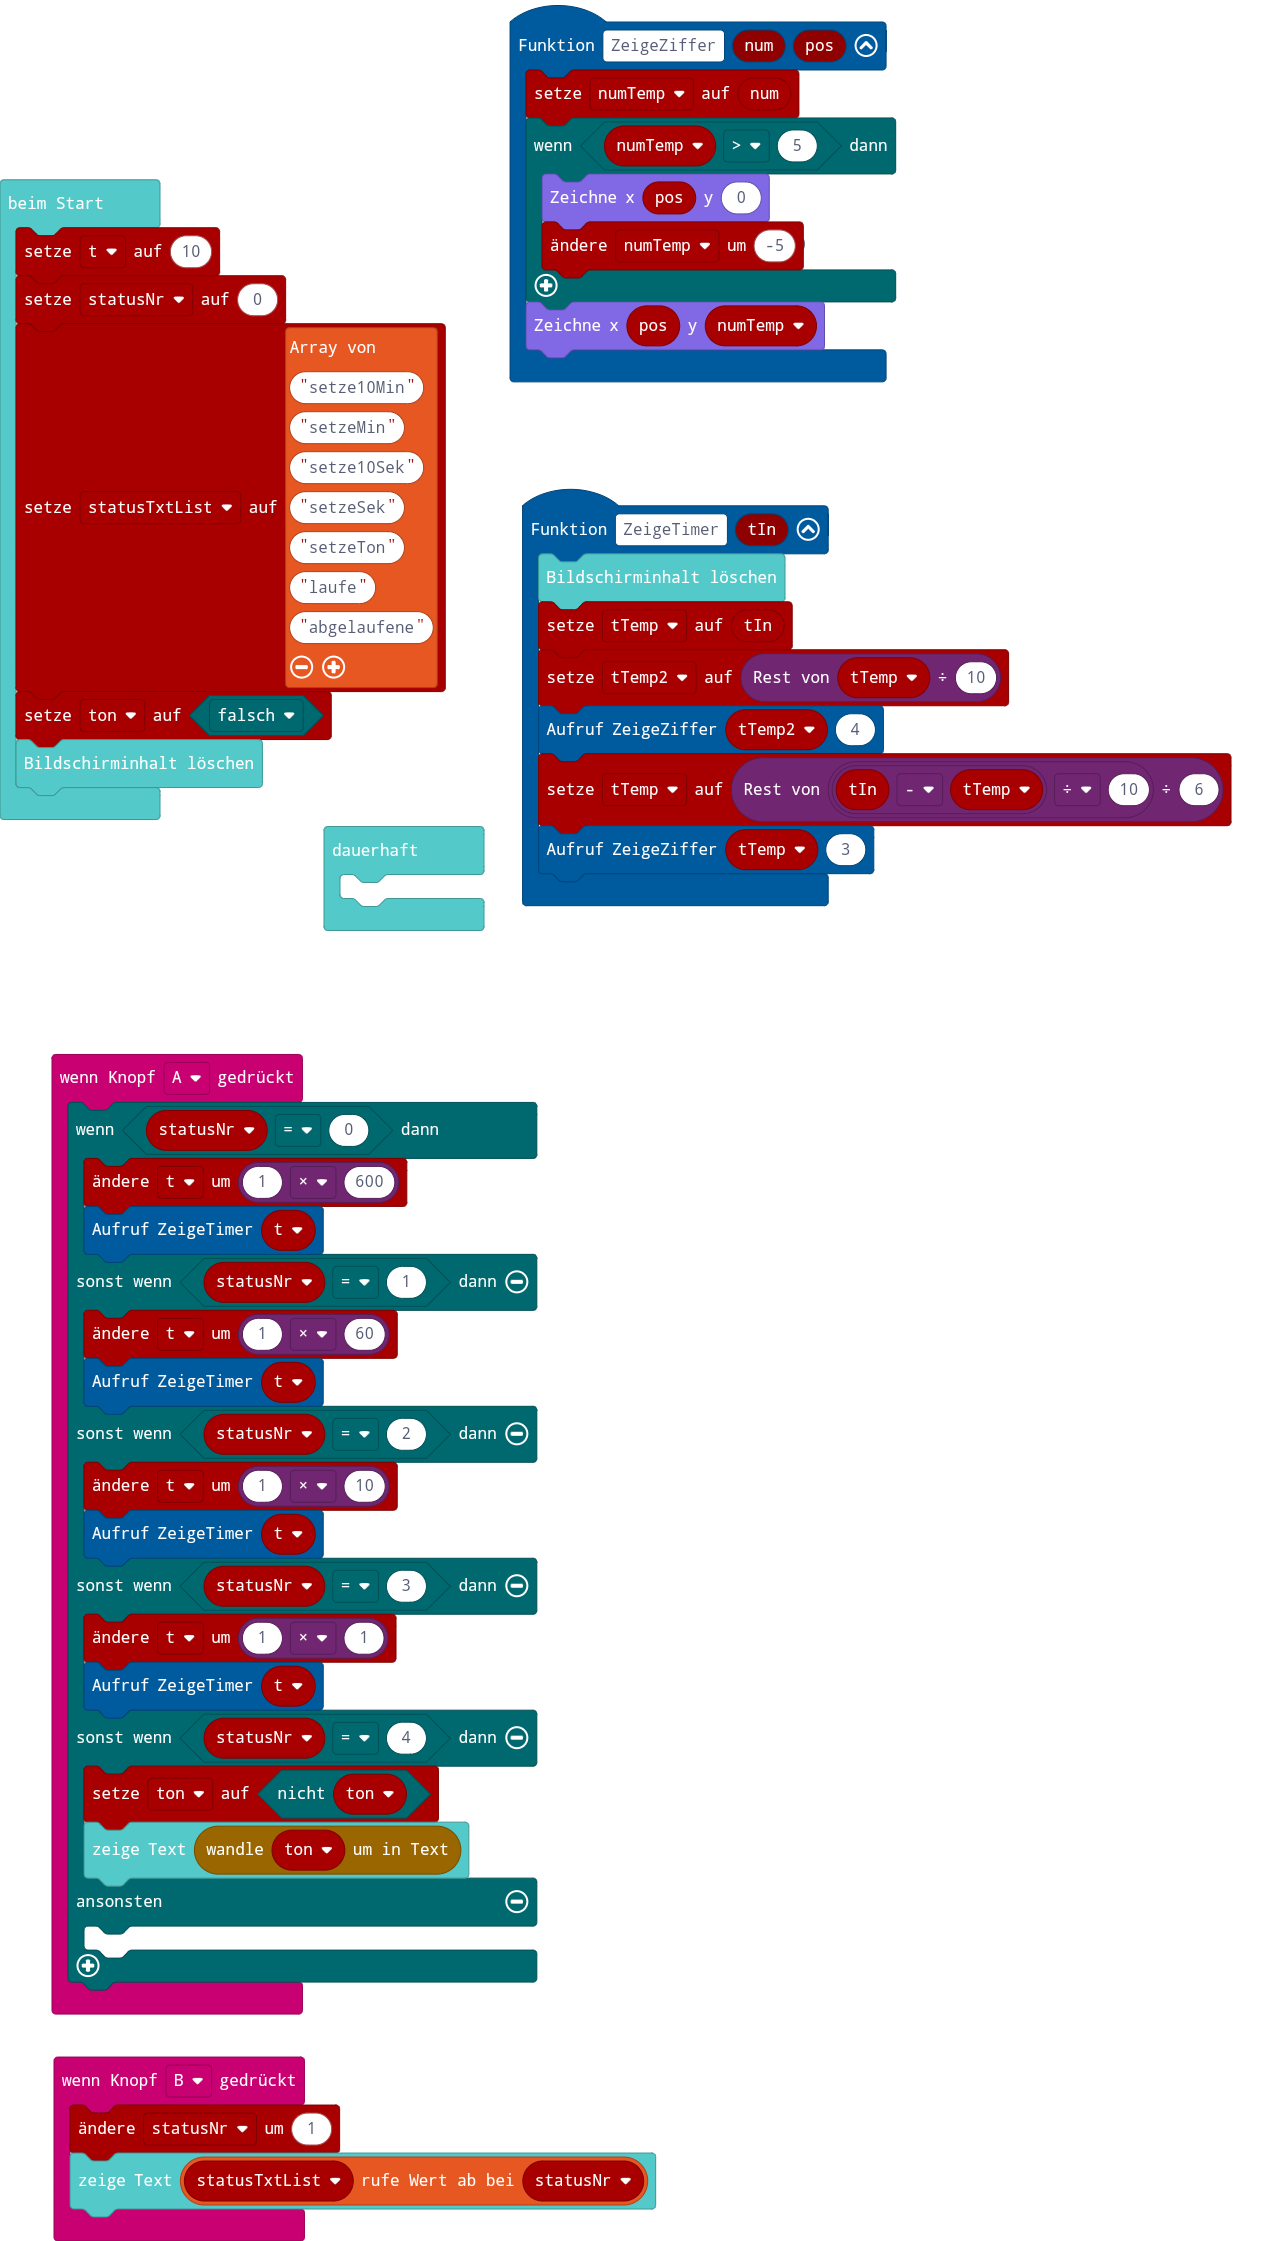 Funktion ZeigeZiffer num pos
setze numTemp auf num
wenn numTemp > 5 dann
Zeichne x pos y 0
ändere numTemp um -5
Zeichne x pos y numTemp
beim Start
setze t auf 10
setze statusNr auf 0
setze statusTxtList auf
Array von
"setze10Min"
"setzeMin"
"setze10Sek"
"setzeSek"
"setzeTon"
"laufe"
"abgelaufene"
setze ton auf falsch
Bildschirminhalt löschen
Funktion ZeigeTimer tIn
Bildschirminhalt löschen
setze tTemp auf tIn
setze tTemp2 auf Rest von tTemp ÷ 10
Aufruf ZeigeZiffer tTemp2 4
setze tTemp auf Rest von tIn - tTemp ÷ 10 ÷ 6
Aufruf ZeigeZiffer tTemp 3
dauerhaft
wenn Knopf A gedrückt
wenn statusNr = 0 dann
ändere t um 1 × 600
Aufruf ZeigeTimer t
sonst wenn statusNr = 1 dann
ändere t um 1 × 60
Aufruf ZeigeTimer t
sonst wenn statusNr = 2 dann
ändere t um 1 × 10
Aufruf ZeigeTimer t
sonst wenn statusNr = 3 dann
ändere t um 1 × 1
Aufruf ZeigeTimer t
sonst wenn statusNr = 4 dann
setze ton auf nicht ton
zeige Text wandle ton um in Text
ansonsten
wenn Knopf B gedrückt
ändere statusNr um 1
zeige Text statusTxtList rufe Wert ab bei statusNr